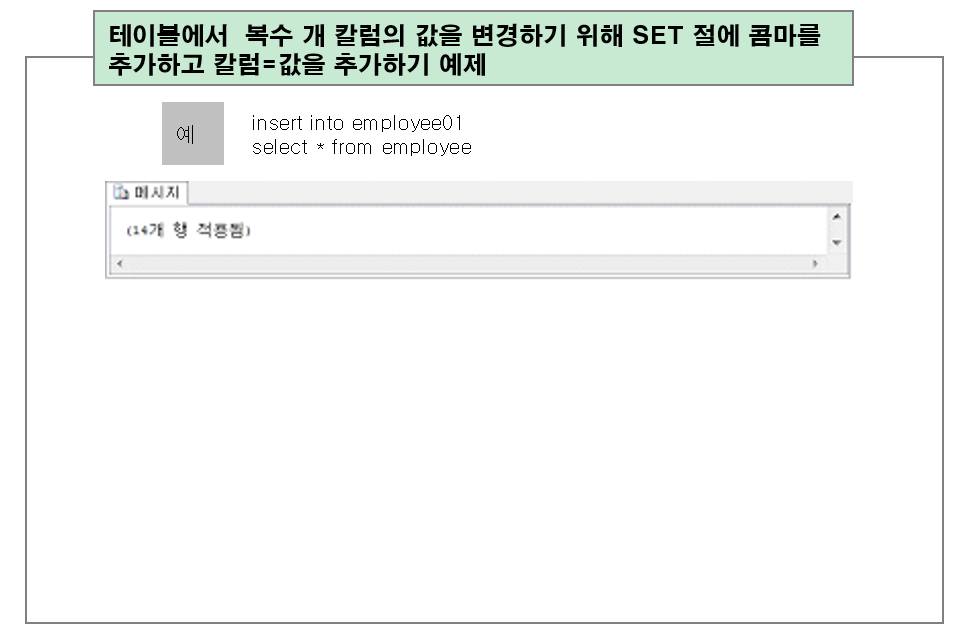 테이블에서 복수 개 칼럼의 값을 변경하기 위해 SET 절에 콤마를
추가하고 칼럼=값을 추가하기 예제
예
insert into employee01
select * from employee
메시지
(14개 행 적용됨)